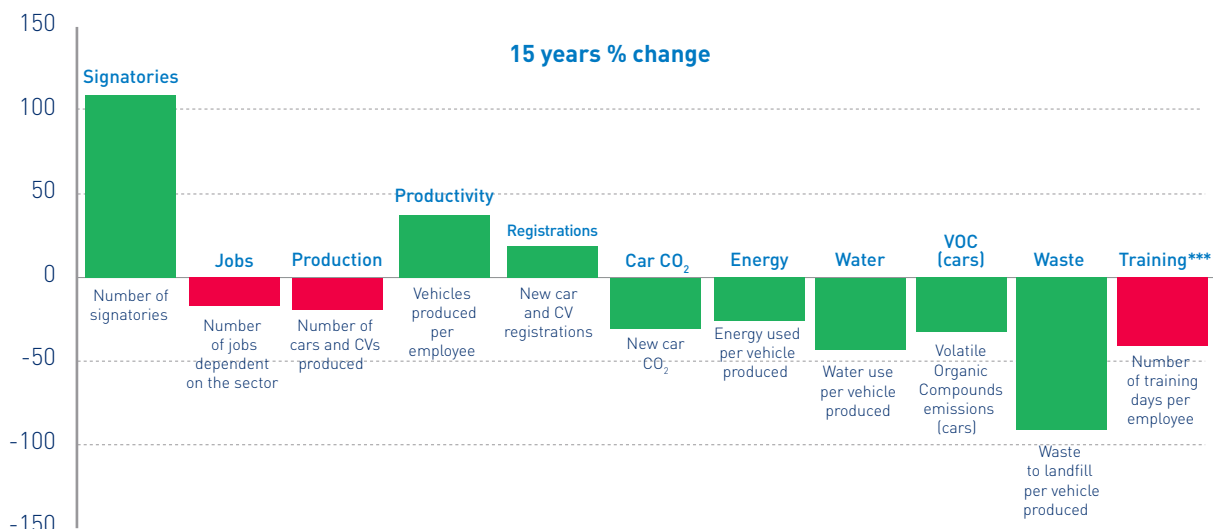 15 years % change
150
100
50
0
-50
-100
-150
Signatories
Number of
signatories
Jobs
Number
of jobs
dependent
on the sector
Production
Number of
cars and CVs
produced
Productivity
Vehicles
produced
per
employee
Registrations
New car
and CV
registrations
Car CO₂
New car
CO₂
Energy
Energy used
per vehicle
produced
Water
Water use
per vehicle
produced
VOC
(cars)
Volatile
Organic
Compounds
emissions
(cars)
Waste
Waste
to landfill
per vehicle
produced
Training***
Number
of training
days per
employee